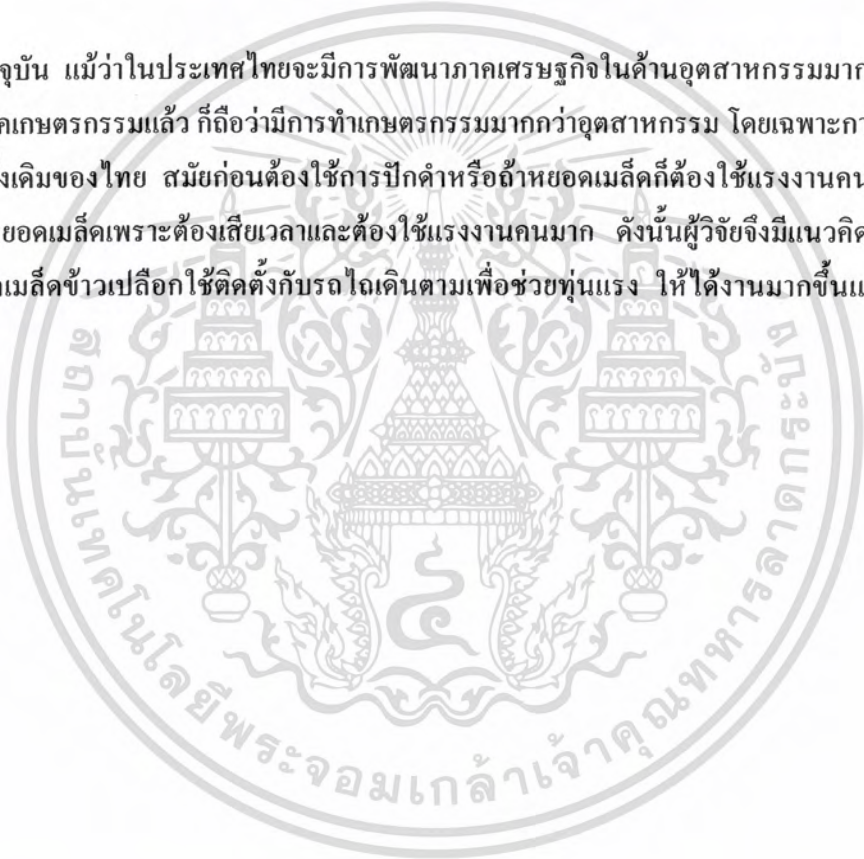 จุบัน แม้ว่าในประเทศไทยจะมีการพัฒนาภาคเศรษฐกิจในด้านอุตสาหกรรมมาก
คเกษตรกรรมแล้ว ก็ถือว่ามีการทำเกษตรกรรมมากกว่าอุตสาหกรรม โดยเฉพาะกา
งเดิมของไทย สมัยก่อนต้องใช้การปักดำหรือถ้าหยอดเมล็ดก็ต้องใช้แรงงานคน
ยอดเมล็ดเพราะต้องเสียเวลาและต้องใช้แรงงานคนมาก ดังนั้นผู้วิจัยจึงมีแนวคิด
เมล็ดข้าวเปลือกใช้ติดตั้งกับรถไถเดินตามเพื่อช่วยทุ่นแรง ให้ได้งานมากขึ้นแ
สถาบันเทคโนโลยีพระจอมเกล้าเจ้าคุณทหารลาดกระบัง